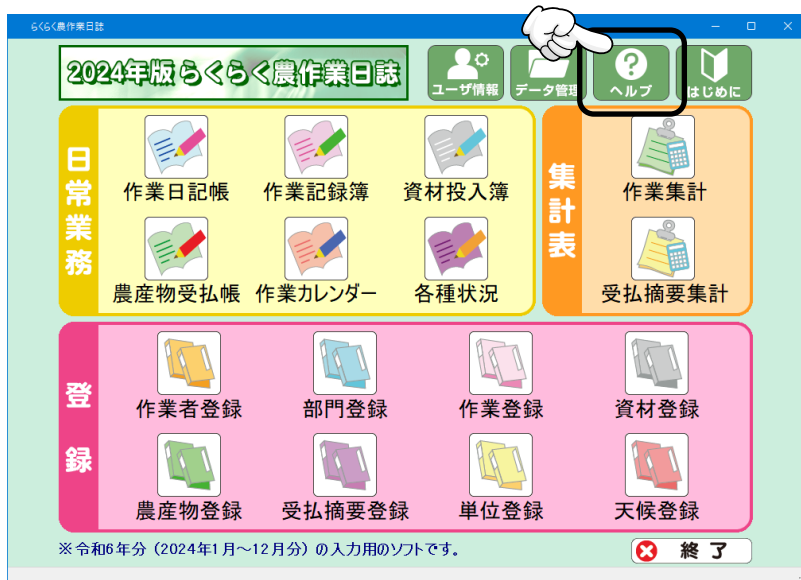 らくらく農作業日誌
2024年版 らくらく農作業日誌
ユーザ情報
データ管理
ヘルプ
はじめに
日常業務
作業日記帳
作業記録簿
資材投入簿
農産物受払帳
作業カレンダー
各種状況
集計表
作業集計
受払摘要集計
登録
作業者登録
部門登録
作業登録
資材登録
農産物登録
受払摘要登録
単位登録
天候登録
※令和6年分（2024年1月～12月分）の入力用のソフトです。
終了